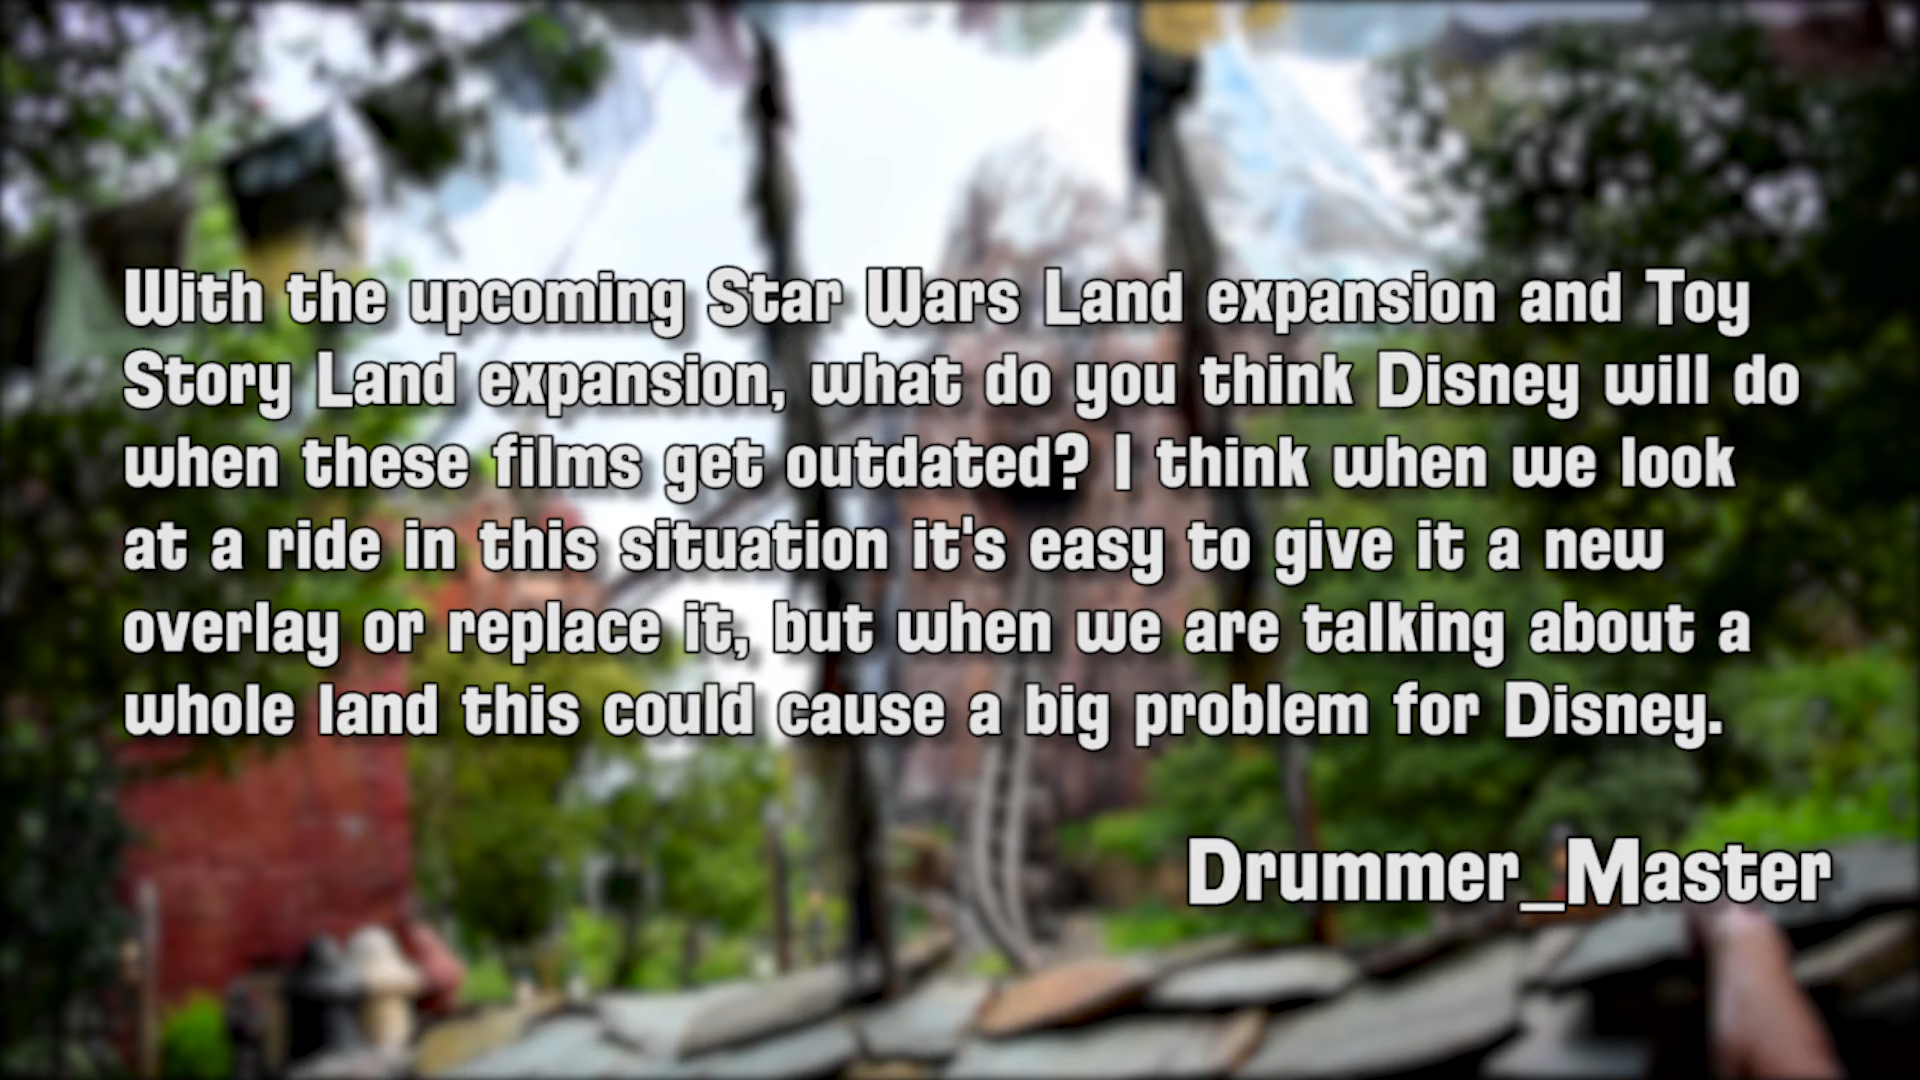 With the upcoming Star Wars Land expansion and Toy
Story Land expansion, what do you think Disney will do
when these films get outdated? I think when we look
at a ride in this situation it's easy to give it a new
overlay or replace it, but when we are talking about a
whole land this could cause a big problem for Disney.
Drummer_Master